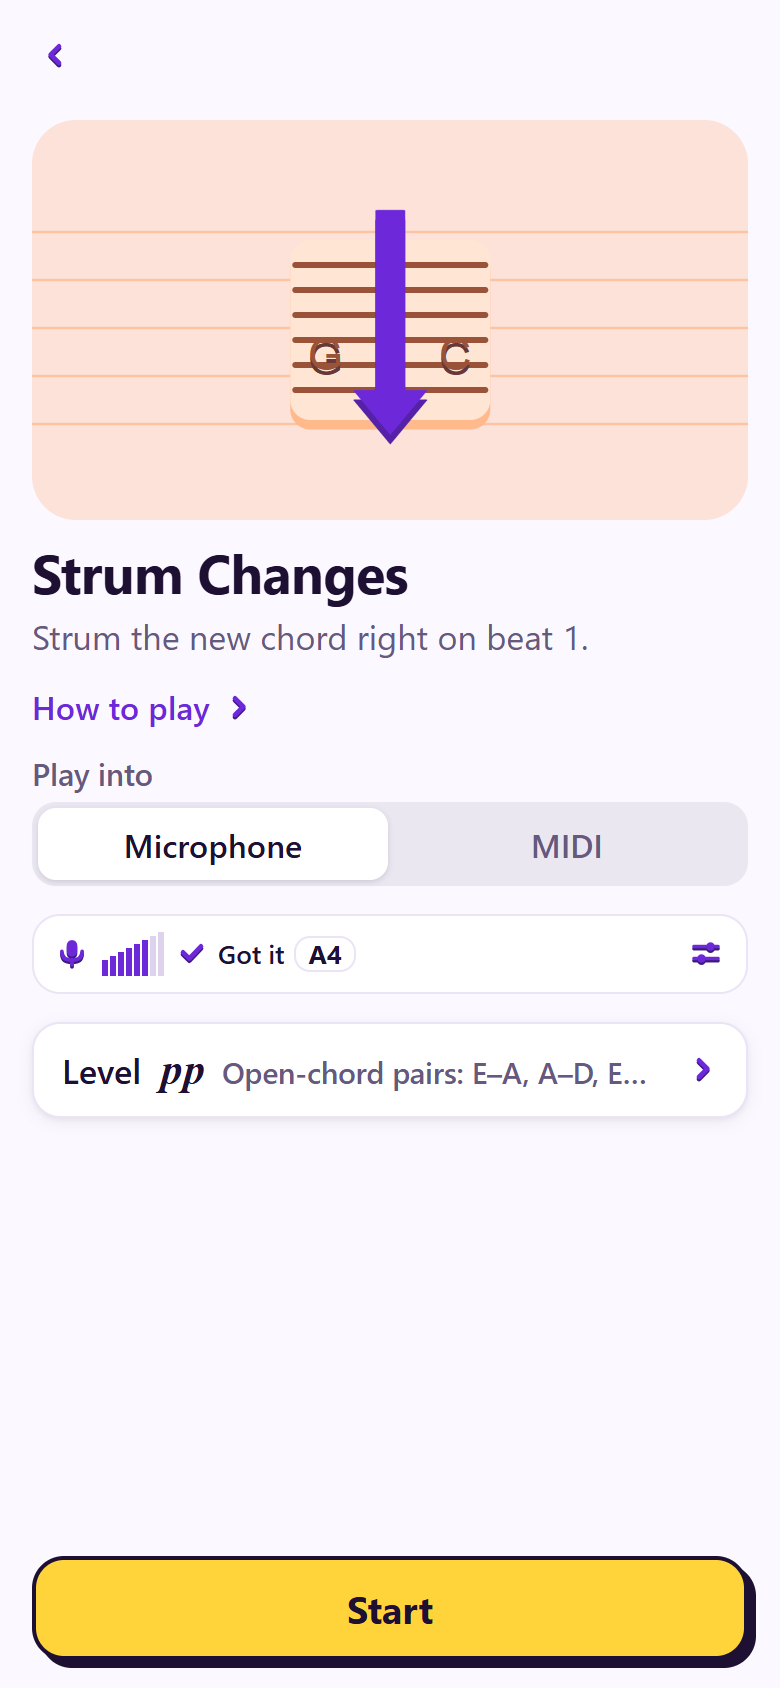 G C
Strum Changes
Strum the new chord right on beat 1.
How to play
Play into
Microphone MIDI
Got it A4
Level pp Open-chord pairs: E–A, A–D, E...
Start